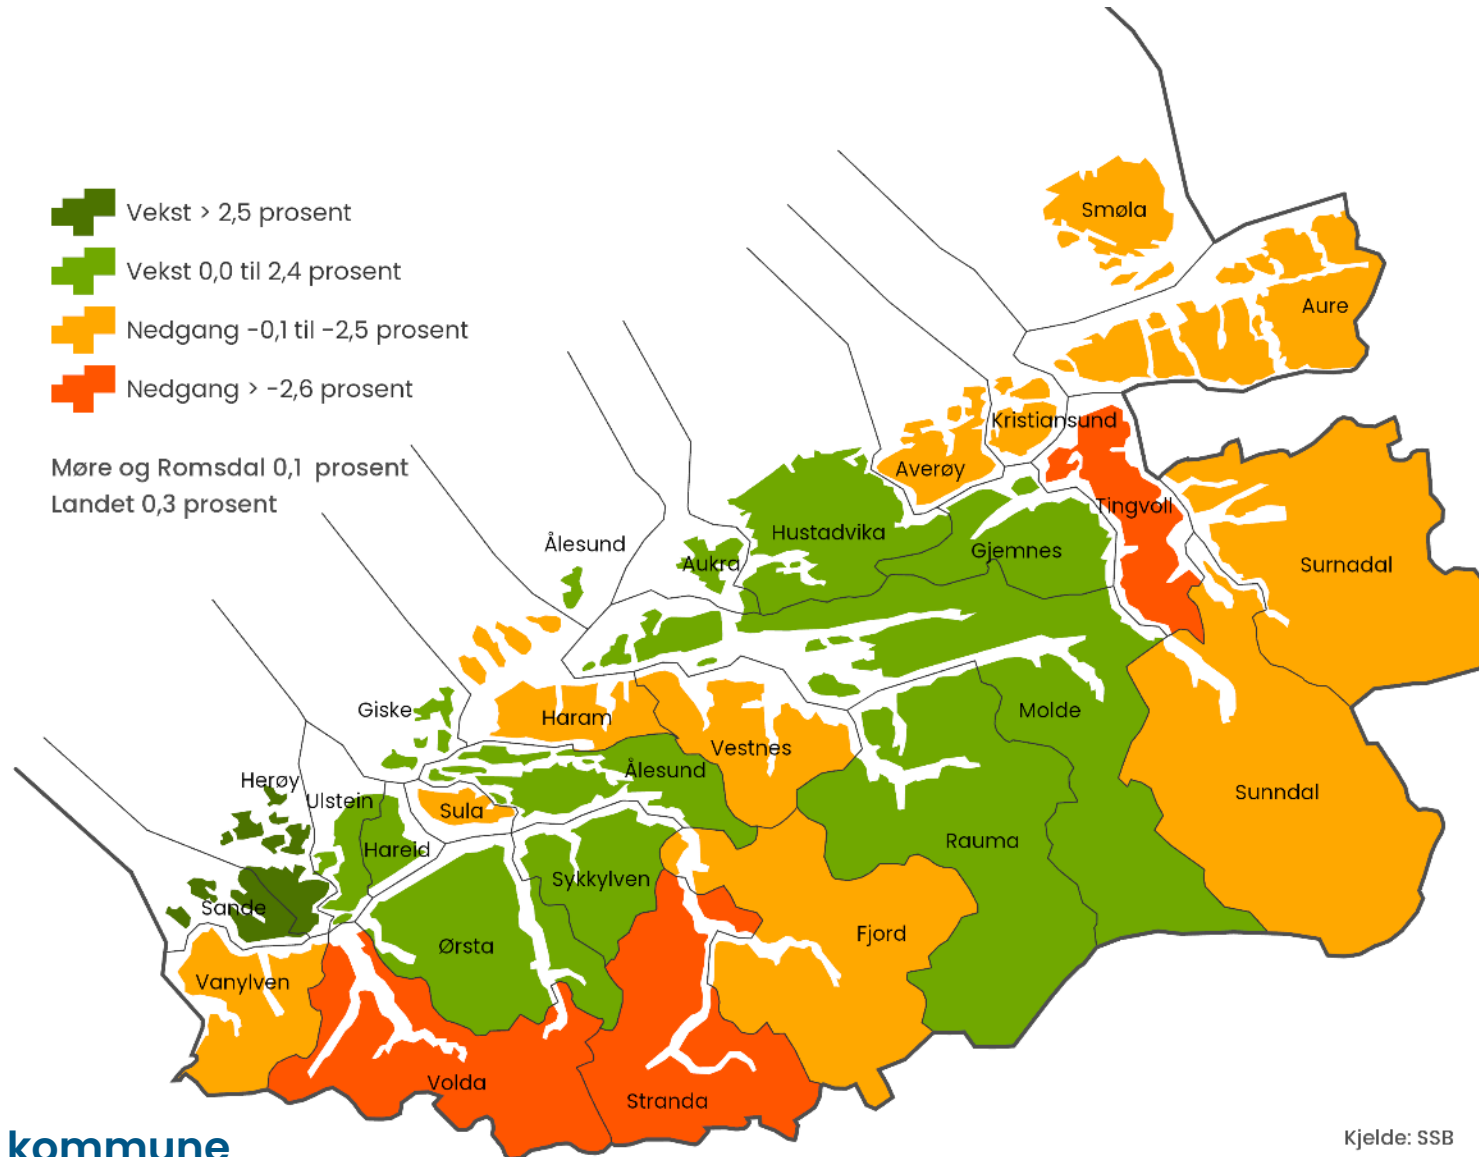 Vekst > 2,5 prosent
Vekst 0,0 til 2,4 prosent
Nedgang -0,1 til -2,5 prosent
Nedgang > -2,6 prosent
Møre og Romsdal 0,1 prosent
Landet 0,3 prosent
Smøla
Aure
Kristiansund
Averøy
Tingvoll
Hustadvika
Ålesund
Aukra
Gjemnes
Surnadal
Giske
Haram
Molde
Vestnes
Ålesund
Herøy
Ulstein
Sula
Sunndal
Hareid
Rauma
Sykkylven
Sande
Fjord
Ørsta
Vanylven
Volda
Stranda
kommune
Kjelde: SSB